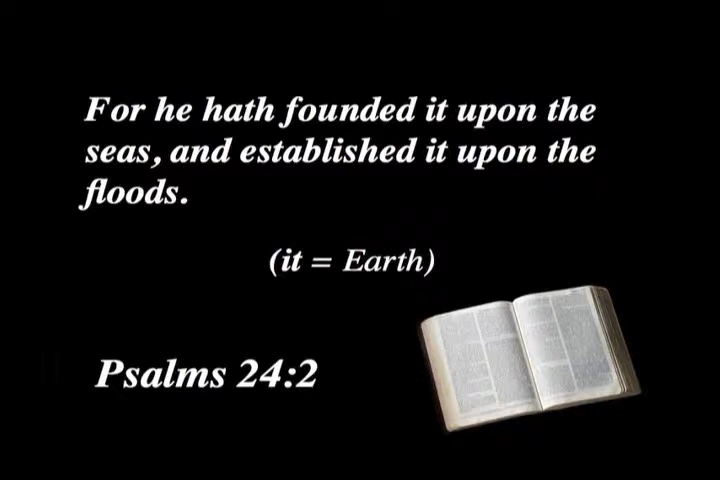 For he hath founded it upon the
seas, and established it upon the
floods.
(it = Earth)
Psalms 24:2